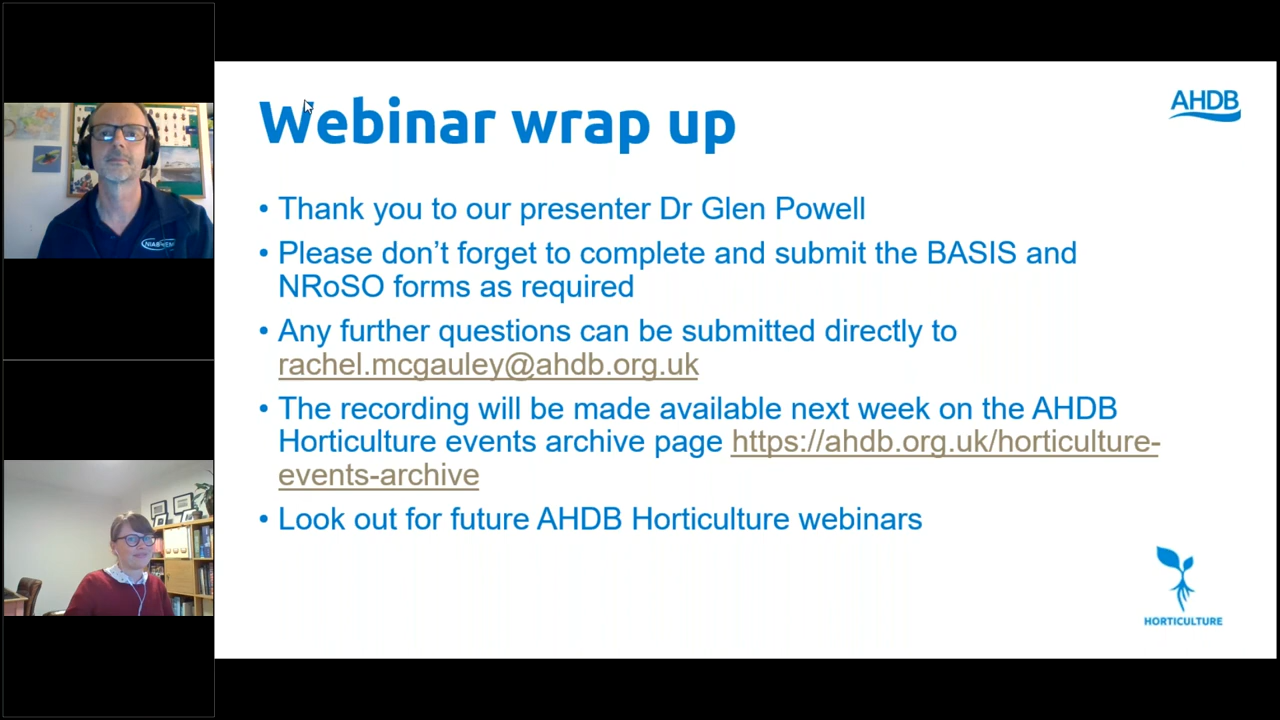 Webinar wrap up
AHDB
• Thank you to our presenter Dr Glen Powell
• Please don’t forget to complete and submit the BASIS and
NRoSO forms as required
• Any further questions can be submitted directly to
rachel.mcgauley@ahdb.org.uk
• The recording will be made available next week on the AHDB
Horticulture events archive page https://ahdb.org.uk/horticulture-
events-archive
• Look out for future AHDB Horticulture webinars
HORTICULTURE